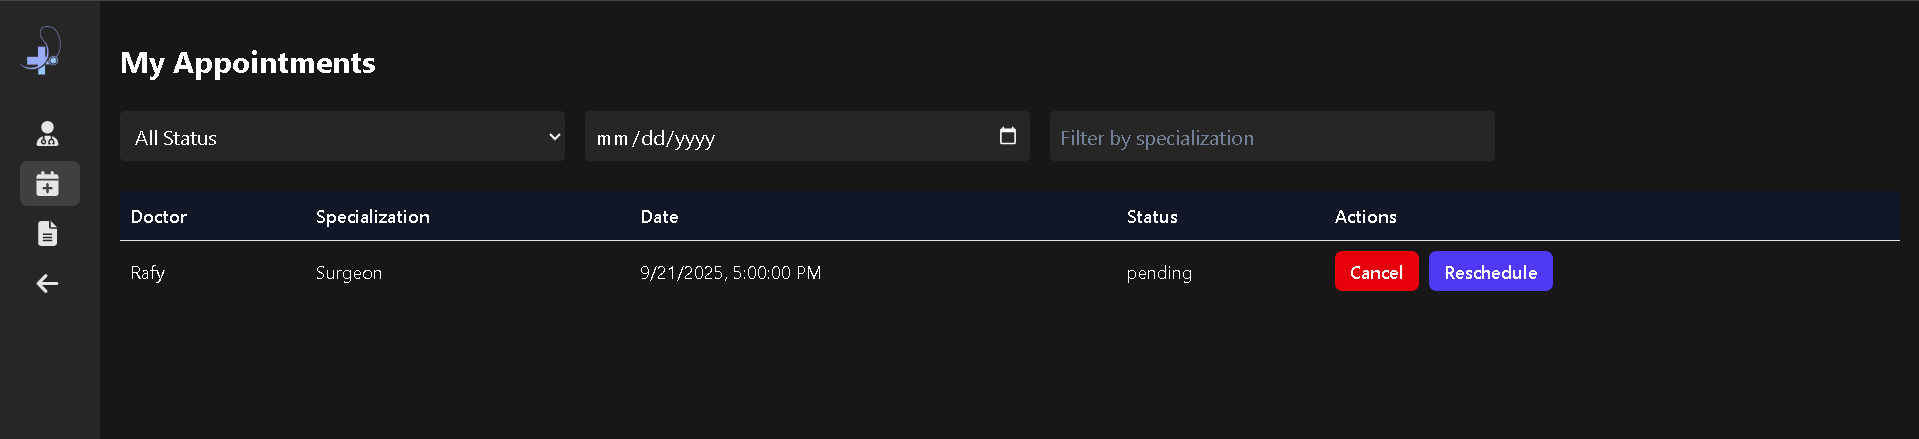 My Appointments
All Status mm/dd/yyyy Filter by specialization
Doctor Specialization Date Status Actions
Rafy Surgeon 9/21/2025, 5:00:00 PM pending Cancel Reschedule